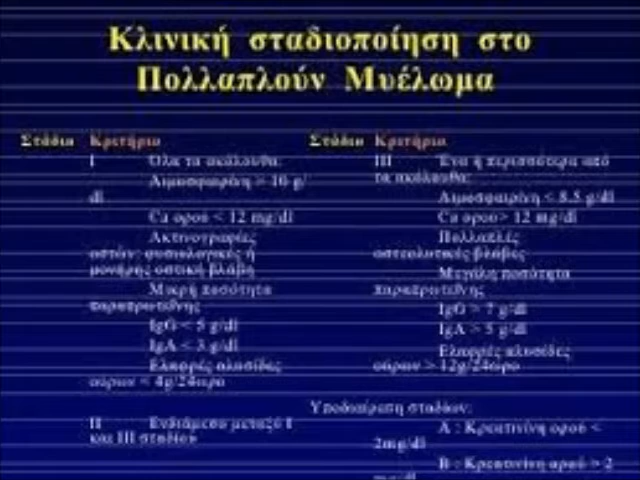 Κλινική σταδιοποίηση στο
Πολλαπλούν Μυέλωμα
Στάδιο Κριτήρια
I Όλα τα ακόλουθα:
Αιμοσφαιρίνη > 10 g/
dl
Ca ορού < 12 mg/dl
Ακτινογραφίες
οστών: φυσιολογικές ή
μονήρης οστική βλάβη
Μικρή ποσότητα
παραπρωτεΐνης
IgG < 5 g/dl
IgA < 3 g/dl
Ελαφρές αλυσίδες
ούρων < 4g/24ωρο
II Ενδιάμεσο μεταξύ I
και III σταδίου
Στάδιο Κριτήρια
III Ένα ή περισσότερα από
τα ακόλουθα:
Αιμοσφαιρίνη < 8.5 g/dl
Ca ορού> 12 mg/dl
Πολλαπλές
οστεολυτικές βλάβες
Μεγάλη ποσότητα
παραπρωτεΐνης
IgG > 7 g/dl
IgA > 5 g/dl
Ελαφρές αλυσίδες
ούρων > 12g/24ωρο
Υποδιαίρεση σταδίων:
A : Κρεατινίνη ορού <
2mg/dl
B : Κρεατινίνη ορού > 2
mg/dl